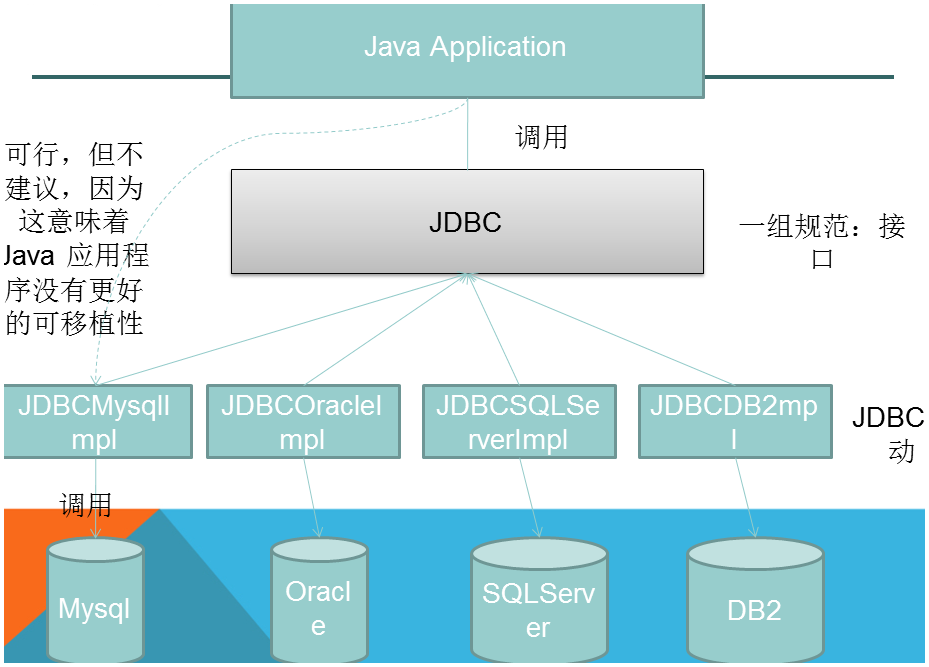 Java Application
调用
可行，但不
建议，因为
这意味着
Java 应用程
序没有更好
的可移植性
JDBC
一组规范：接
口
JDBCMysqlI
mpl
JDBCOracleI
mpl
JDBCSQLSe
rverImpl
JDBCDB2mp
l
JDBC
动
调用
Mysql
Oracl
e
SQLServ
er
DB2